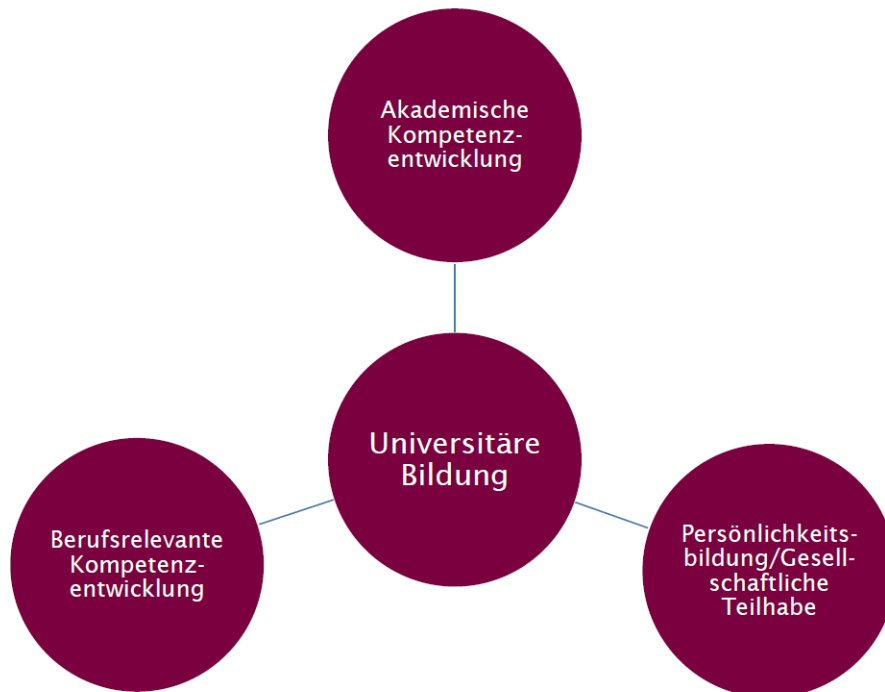 Akademische
Kompetenz-
entwicklung
Universitäre
Bildung
Berufsrelevante
Kompetenz-
entwicklung
Persönlichkeits-
bildung/Gesell-
schaftliche
Teilhabe